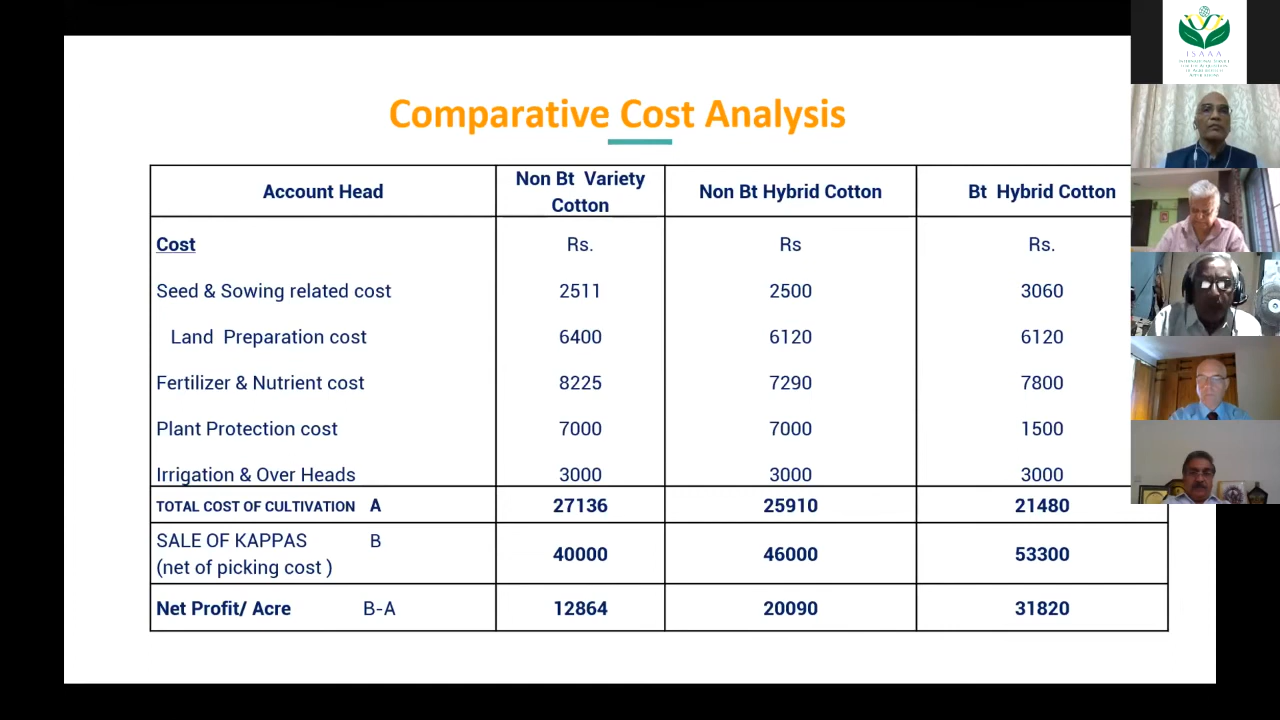 Comparative Cost Analysis
Account Head
Non Bt Variety
Cotton
Non Bt Hybrid Cotton
Bt Hybrid Cotton
Cost
Rs.
Rs
Rs.
Seed & Sowing related cost
2511
2500
3060
Land Preparation cost
6400
6120
6120
Fertilizer & Nutrient cost
8225
7290
7800
Plant Protection cost
7000
7000
1500
Irrigation & Over Heads
3000
3000
3000
TOTAL COST OF CULTIVATION A
27136
25910
21480
SALE OF KAPPAS B
(net of picking cost )
40000
46000
53300
Net Profit/ Acre B-A
12864
20090
31820
ISAAA